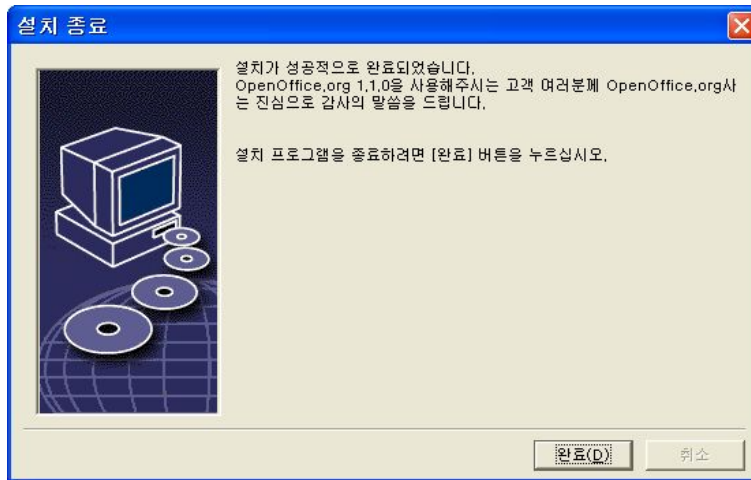 설치 종료
설치가 성공적으로 완료되었습니다.
OpenOffice.org 1.1.0을 사용해주시는 고객 여러분께 OpenOffice.org사
는 진심으로 감사의 말씀을 드립니다.
설치 프로그램을 종료하려면 [완료] 버튼을 누르십시오.
완료(D)
취소